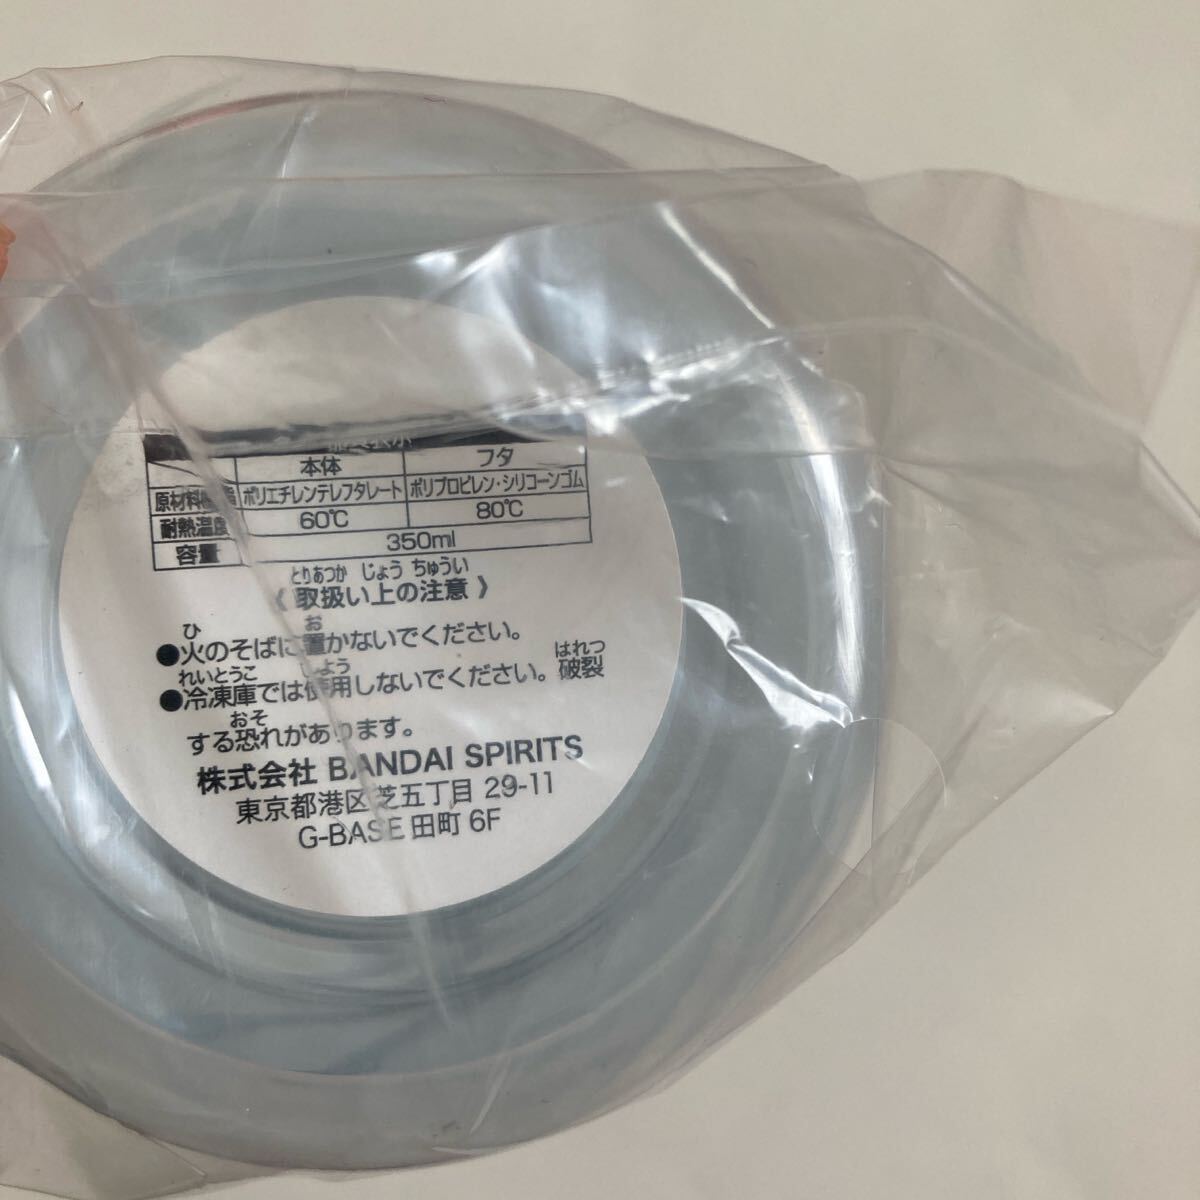 本体 フタ
原材料樹脂 ポリエチレンテレフタレート ポリプロピレン・シリコーンゴム
耐熱温度 60℃ 80℃
容量 350ml
とりあつか じょう ちゅうい
《 取扱い上の注意 》
ひ お
●火のそばに置かないでください。
れいとうこ しよう はれつ
●冷凍庫では使用しないでください。破裂
おそ
する恐れがあります。
株式会社 BANDAI SPIRITS
東京都港区芝五丁目 29-11
G-BASE 田町 6F